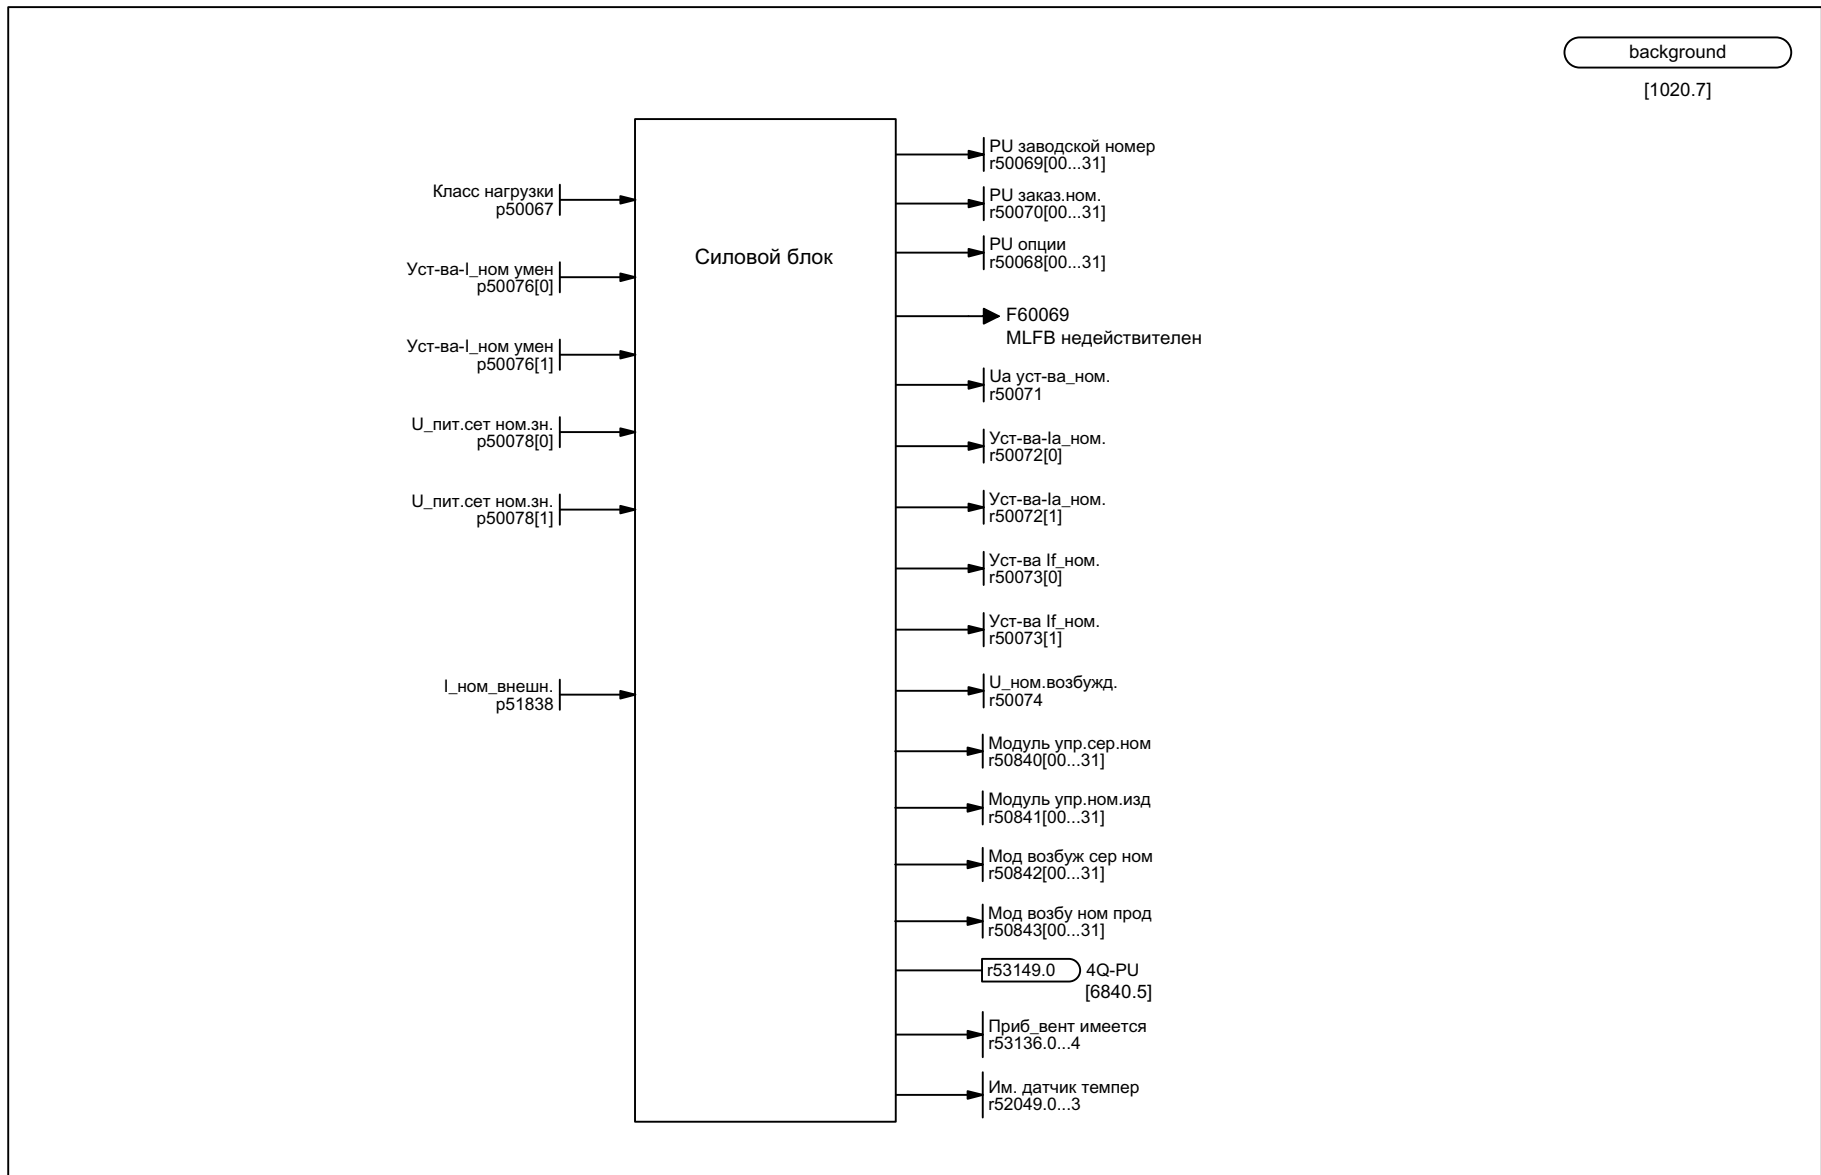 background
[1020.7]
Класс нагрузки
p50067
Уст-ва-I_ном умен
p50076[0]
Уст-ва-I_ном умен
p50076[1]
U_пит.сет ном.зн.
p50078[0]
U_пит.сет ном.зн.
p50078[1]
I_ном_внешн.
p51838
Силовой блок
PU заводской номер
r50069[00...31]
PU заказ.ном.
r50070[00...31]
PU опции
r50068[00...31]
F60069
MLFB недействителен
Ua уст-ва_ном.
r50071
Уст-ва-Ia_ном.
r50072[0]
Уст-ва-Ia_ном.
r50072[1]
Уст-ва If_ном.
r50073[0]
Уст-ва If_ном.
r50073[1]
U_ном.возбужд.
r50074
Модуль упр.сер.ном
r50840[00...31]
Модуль упр.ном.изд
r50841[00...31]
Мод возбуж сер ном
r50842[00...31]
Мод возбу ном прод
r50843[00...31]
r53149.0 4Q-PU
[6840.5]
Приб_вент имеется
r53136.0...4
Им. датчик темпер
r52049.0...3